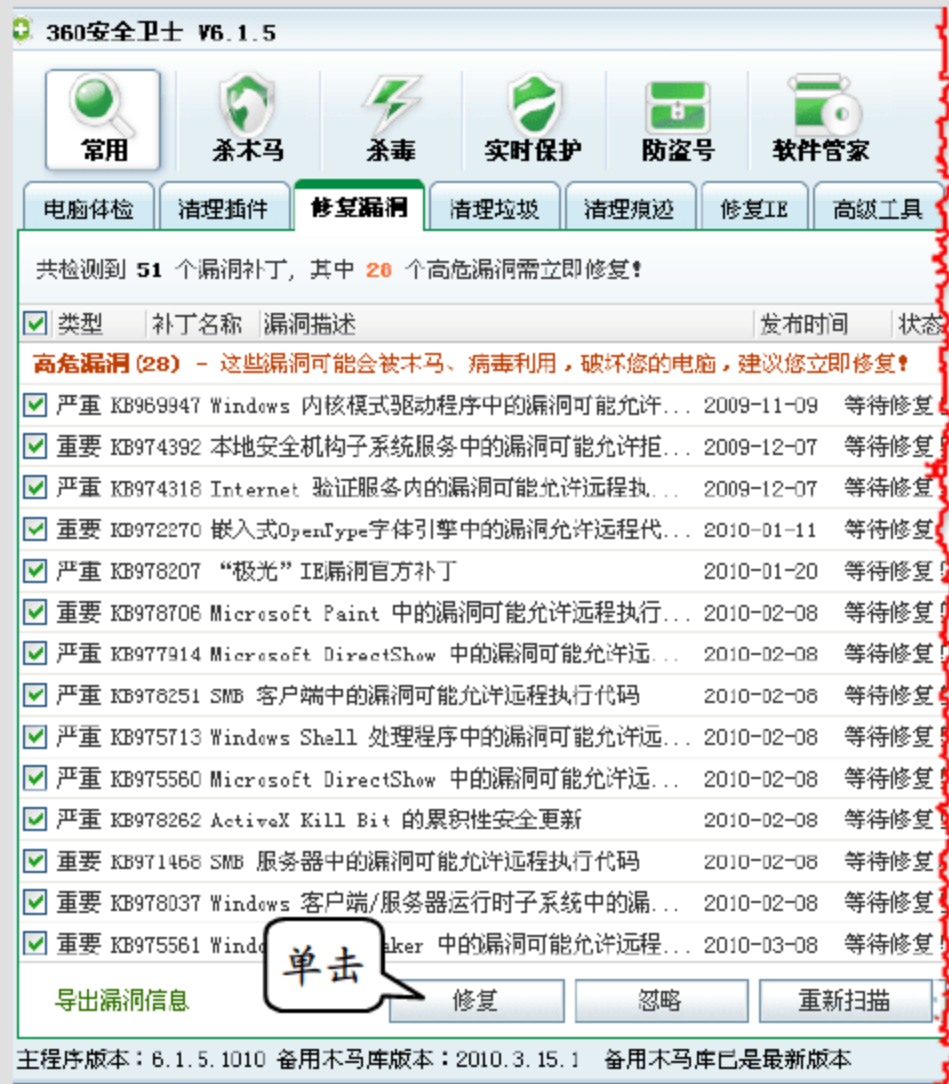 360安全卫士 V6.1.5
常用 杀木马 杀毒 实时保护 防盗号 软件管家
电脑体检 清理插件 修复漏洞 清理垃圾 清理痕迹 修复IE 高级工具
共检测到 51 个漏洞补丁, 其中 28 个高危漏洞需立即修复!
类型 补丁名称 漏洞描述 发布时间 状态
高危漏洞(28) - 这些漏洞可能会被木马、病毒利用,破坏您的电脑,建议您立即修复!
严重 KB969947 Windows 内核模式驱动程序中的漏洞可能允许... 2009-11-09 等待修复
重要 KB974392 本地安全机构子系统服务中的漏洞可能允许拒... 2009-12-07 等待修复!
严重 KB974318 Internet 验证服务内的漏洞可能允许远程执... 2009-12-07 等待修复
重要 KB972270 嵌入式OpenType字体引擎中的漏洞允许远程代... 2010-01-11 等待修复
严重 KB978207 “极光”IE漏洞官方补丁 2010-01-20 等待修复!
重要 KB978706 Microsoft Paint 中的漏洞可能允许远程执行... 2010-02-08 等待修复!
严重 KB977914 Microsoft DirectShow 中的漏洞可能允许远... 2010-02-08 等待修复!
严重 KB978251 SMB 客户端中的漏洞可能允许远程执行代码 2010-02-08 等待修复!
严重 KB975713 Windows Shell 处理程序中的漏洞可能允许远... 2010-02-08 等待修复!
严重 KB975560 Microsoft DirectShow 中的漏洞可能允许远... 2010-02-08 等待修复!
严重 KB978262 ActiveX Kill Bit 的累积性安全更新 2010-02-08 等待修复!
重要 KB971468 SMB 服务器中的漏洞可能允许远程执行代码 2010-02-08 等待修复!
重要 KB978037 Windows 客户端/服务器运行时子系统中的漏... 2010-02-08 等待修复!
重要 KB975561 Windo aker 中的漏洞可能允许远程... 2010-03-08 等待修复!
单击
导出漏洞信息 修复 忽略 重新扫描
主程序版本:6.1.5.1010 备用木马库版本:2010.3.15.1 备用木马库已是最新版本